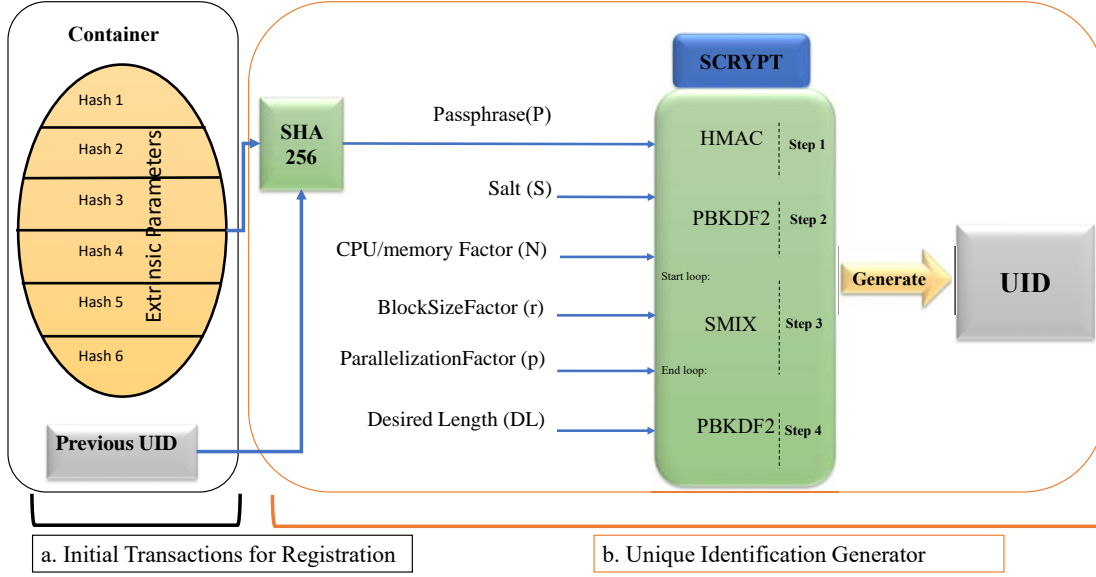 Container
Hash 1
Hash 2
Hash 3
Hash 4
Hash 5
Hash 6
Extrinsic Parameters
Previous UID
SHA
256
Passphrase(P)
Salt (S)
CPU/memory Factor (N)
BlockSizeFactor (r)
ParallelizationFactor (p)
Desired Length (DL)
SCRYPT
HMAC
Step 1
PBKDF2
Step 2
Start loop:
SMIX
Step 3
End loop:
PBKDF2
Step 4
Generate
UID
a. Initial Transactions for Registration
b. Unique Identification Generator